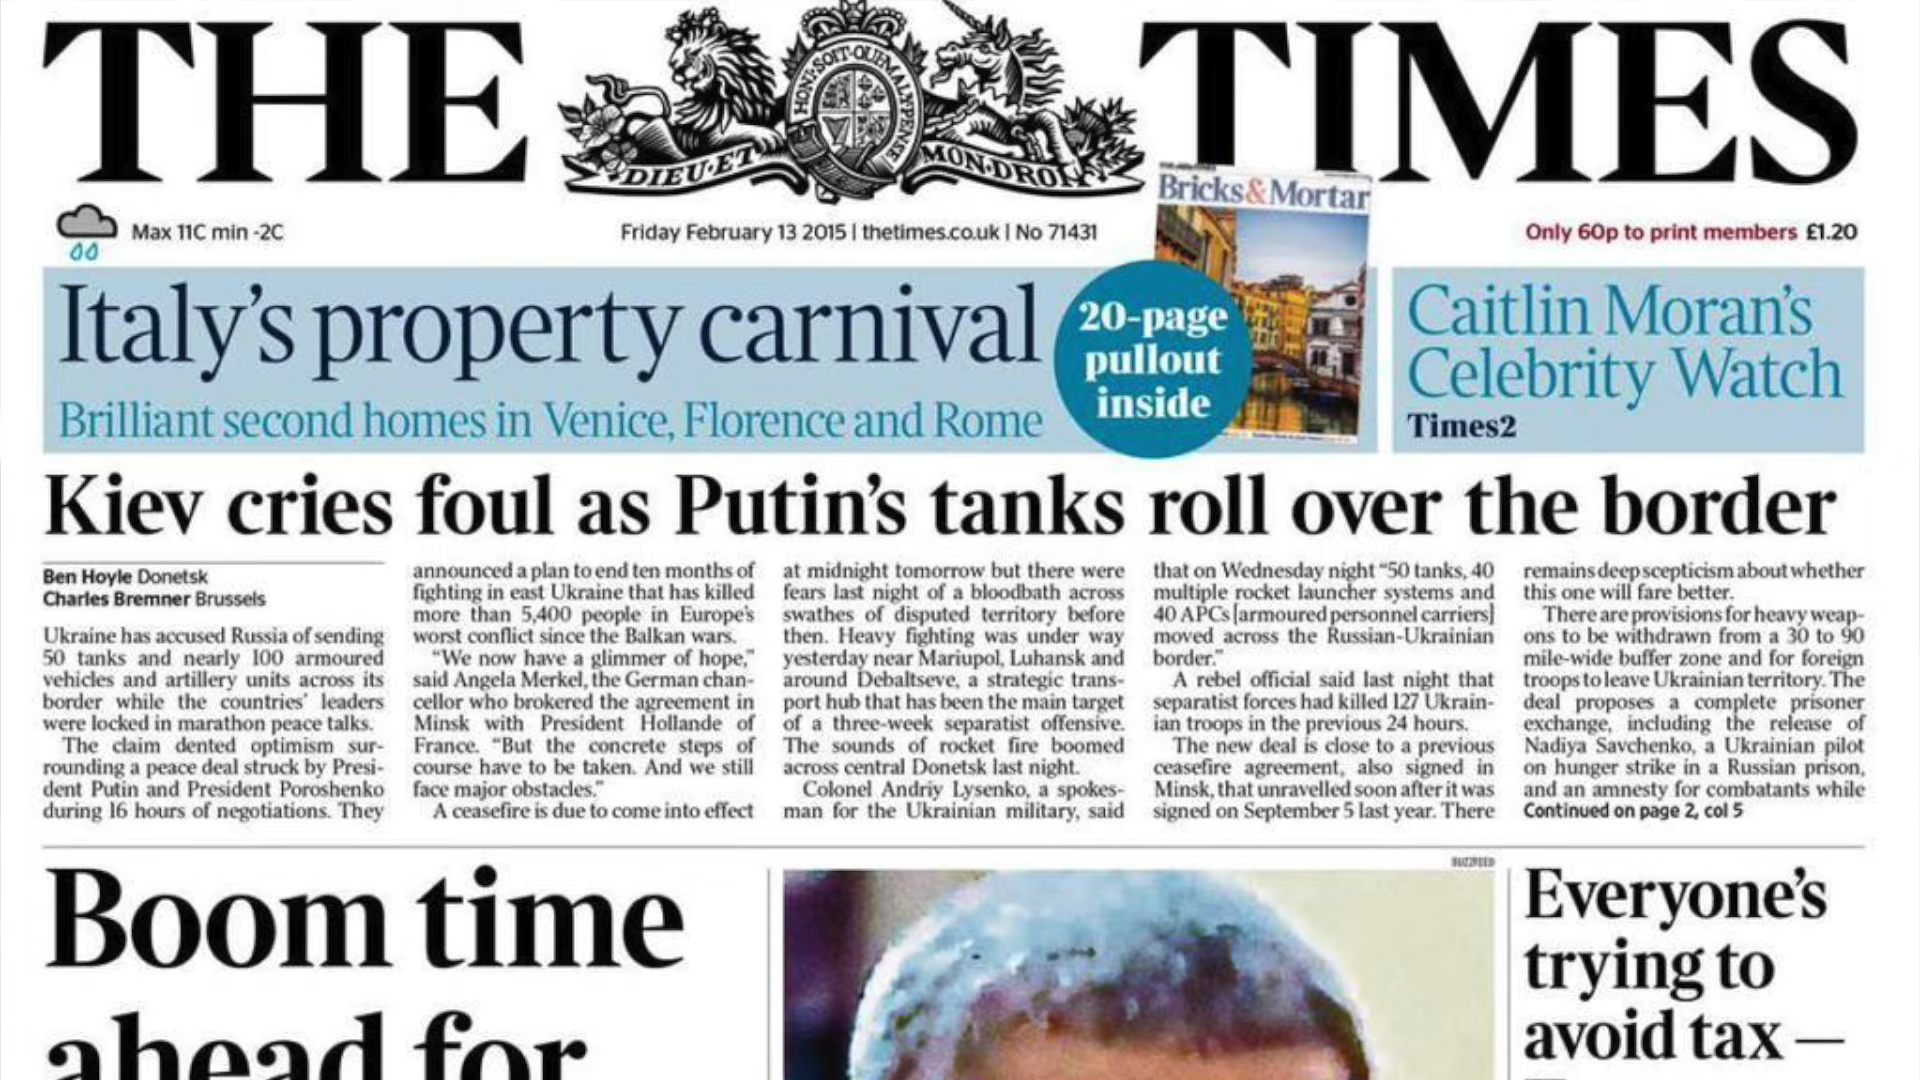 THE TIMES
HONI·SOIT·QUI·MAL·Y·PENSE
DIEU·ET MON·DROIT
Bricks&Mortar
Max 11C min -2C
Friday February 13 2015 | thetimes.co.uk | No 71431
Only 60p to print members £1.20
Italy's property carnival
Brilliant second homes in Venice, Florence and Rome
20-page
pullout
inside
Caitlin Moran's
Celebrity Watch
Times2
Kiev cries foul as Putin's tanks roll over the border
Ben Hoyle Donetsk
Charles Bremner Brussels
Ukraine has accused Russia of sending
50 tanks and nearly 100 armoured
vehicles and artillery units across its
border while the countries' leaders
were locked in marathon peace talks.
The claim dented optimism sur-
rounding a peace deal struck by Presi-
dent Putin and President Poroshenko
during 16 hours of negotiations. They
announced a plan to end ten months of
fighting in east Ukraine that has killed
more than 5,400 people in Europe's
worst conflict since the Balkan wars.
"We now have a glimmer of hope,"
said Angela Merkel, the German chan-
cellor who brokered the agreement in
Minsk with President Hollande of
France. "But the concrete steps of
course have to be taken. And we still
face major obstacles."
A ceasefire is due to come into effect
at midnight tomorrow but there were
fears last night of a bloodbath across
swathes of disputed territory before
then. Heavy fighting was under way
yesterday near Mariupol, Luhansk and
around Debaltseve, a strategic trans-
port hub that has been the main target
of a three-week separatist offensive.
The sounds of rocket fire boomed
across central Donetsk last night.
Colonel Andriy Lysenko, a spokes-
man for the Ukrainian military, said
that on Wednesday night "50 tanks, 40
multiple rocket launcher systems and
40 APCs [armoured personnel carriers]
moved across the Russian-Ukrainian
border."
A rebel official said last night that
separatist forces had killed 127 Ukrain-
ian troops in the previous 24 hours.
The new deal is close to a previous
ceasefire agreement, also signed in
Minsk, that unravelled soon after it was
signed on September 5 last year. There
remains deep scepticism about whether
this one will fare better.
There are provisions for heavy weap-
ons to be withdrawn from a 30 to 90
mile-wide buffer zone and for foreign
troops to leave Ukrainian territory. The
deal proposes a complete prisoner
exchange, including the release of
Nadiya Savchenko, a Ukrainian pilot
on hunger strike in a Russian prison,
and an amnesty for combatants while
Continued on page 2, col 5
Boom time
ahead for
BUZZFEED
Everyone's
trying to
avoid tax —